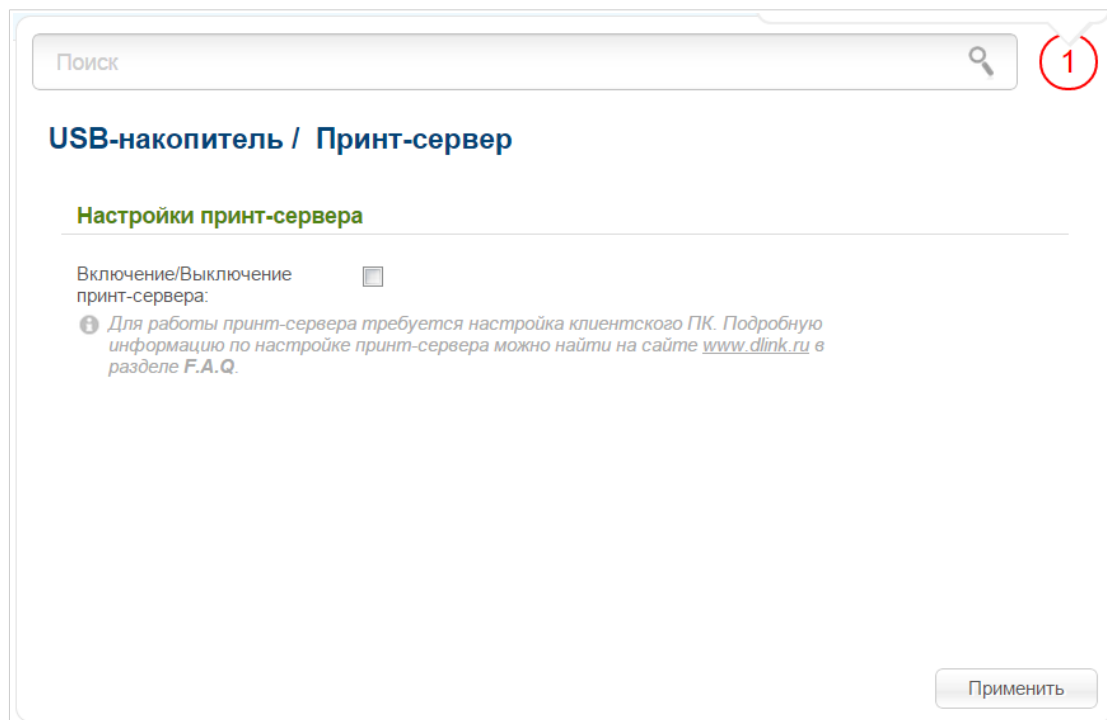 Поиск
1
USB-накопитель / Принт-сервер
Настройки принт-сервера
Включение/Выключение
принт-сервера:
Для работы принт-сервера требуется настройка клиентского ПК. Подробную
информацию по настройке принт-сервера можно найти на сайте www.dlink.ru в
разделе F.A.Q.
Применить